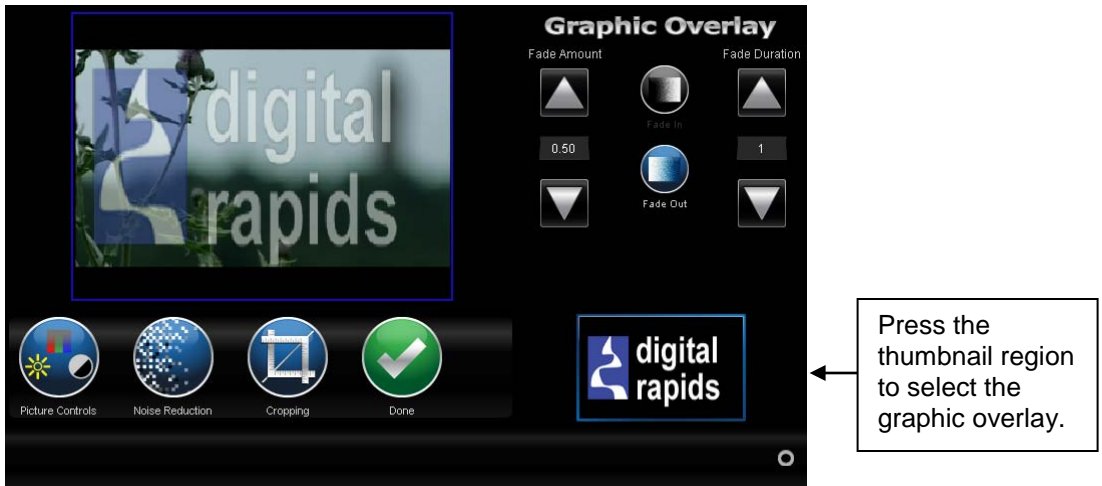 Graphic Overlay
Fade Amount
Fade Duration
digital
rapids
Fade In
0.50
1
Fade Out
Picture Controls
Noise Reduction
Cropping
Done
digital
rapids
Press the
thumbnail region
to select the
graphic overlay.